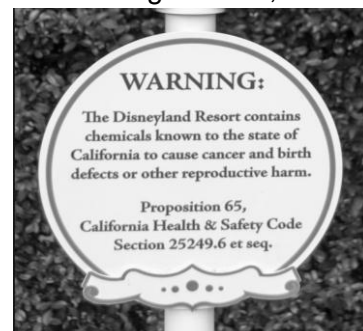 WARNING:
The Disneyland Resort contains
chemicals known to the state of
California to cause cancer and birth
defects or other reproductive harm.
Proposition 65,
California Health & Safety Code
Section 25249.6 et seq.